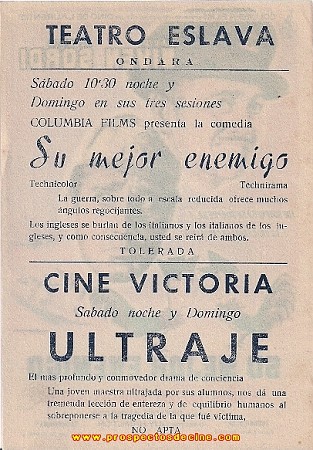 TEATRO ESLAVA
ONDARA
Sábado 10'30 noche y
Domingo en sus tres sesiones
COLUMBIA FILMS presenta la comedia
Su mejor enemigo
Technicolor Technirama
La guerra, sobre todo a escala reducida ofrece muchos
ángulos regocijantes.
Los ingleses se burlan de los italianos y los italianos de los in-
gleses, y como consecuencia, usted se reirá de ambos.
TOLERADA
CINE VICTORIA
Sabado noche y Domingo
ULTRAJE
El mas profundo y conmovedor drama de conciencia
Una joven maestra ultrajada por sus alumnos, nos dá una
tremenda lección de entereza y de equilibrio humanos al
sobreponerse a la tragedia de la que fué víctima.
NO APTA
www.prospectosdecine.com